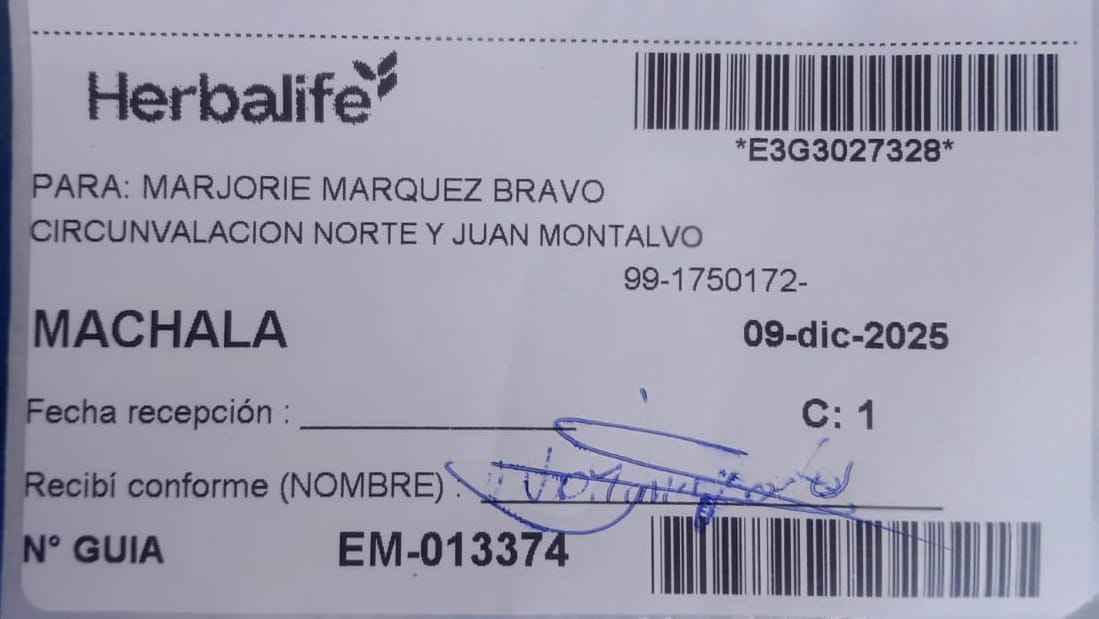 Herbalife
*E3G3027328*
PARA: MARJORIE MARQUEZ BRAVO
CIRCUNVALACION NORTE Y JUAN MONTALVO
99-1750172-
MACHALA
09-dic-2025
Fecha recepción :
C: 1
Recibí conforme (NOMBRE) :
N° GUIA
EM-013374